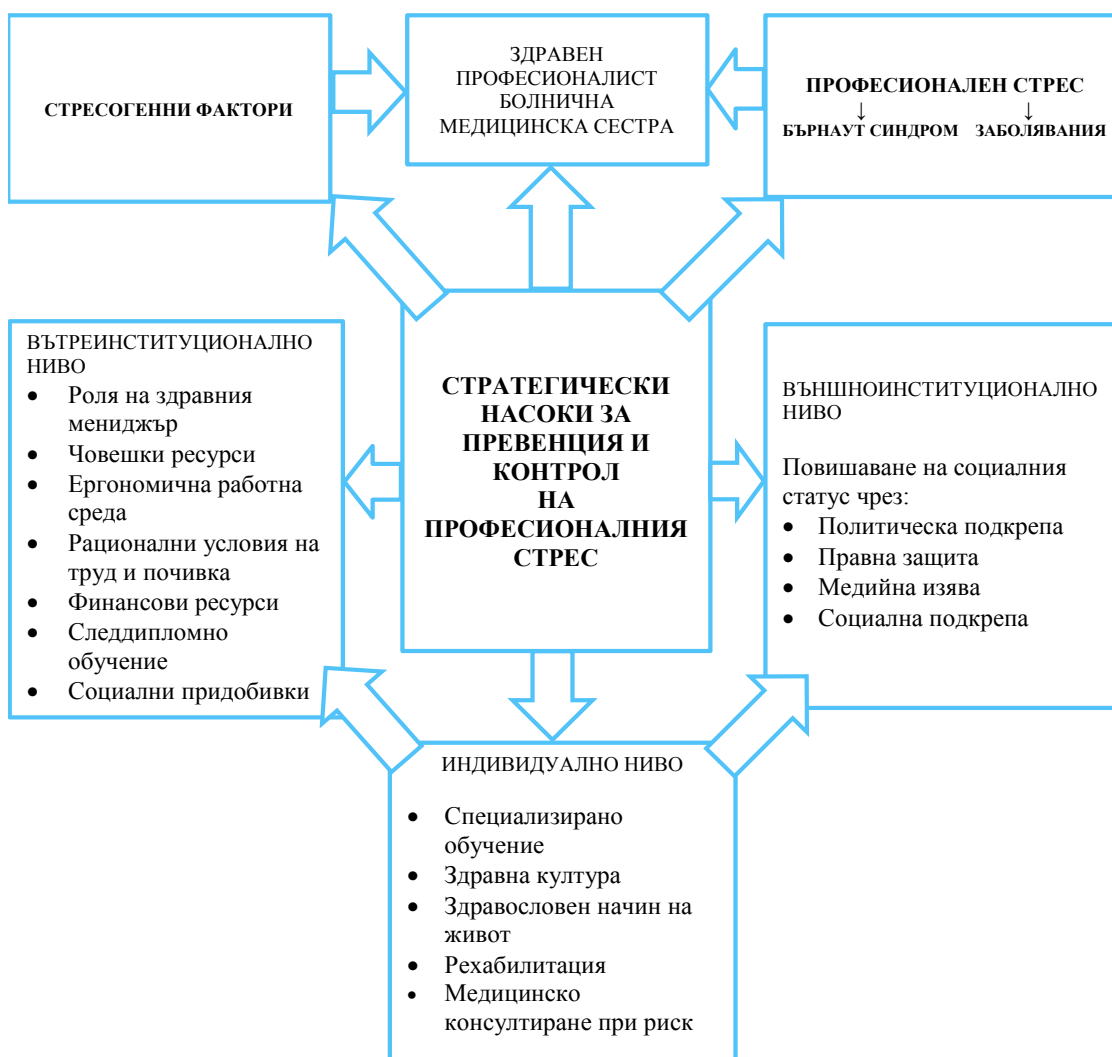 СТРЕСОГЕННИ ФАКТОРИ
ЗДРАВЕН
ПРОФЕСИОНАЛИСТ
БОЛНИЧНА
МЕДИЦИНСКА СЕСТРА
ПРОФЕСИОНАЛЕН СТРЕС
↓ ↓
БЪРНАУТ СИНДРОМ ЗАБОЛЯВАНИЯ
ВЪТРЕИНСТИТУЦИОНАЛНО
НИВО
• Роля на здравния
мениджър
• Човешки ресурси
• Ергономична работна
среда
• Рационални условия на
труд и почивка
• Финансови ресурси
• Следдипломно
обучение
• Социални придобивки
СТРАТЕГИЧЕСКИ
НАСОКИ ЗА
ПРЕВЕНЦИЯ И
КОНТРОЛ
НА
ПРОФЕСИОНАЛНИЯ
СТРЕС
ВЪНШНОИНСТИТУЦИОНАЛНО
НИВО
Повишаване на социалния
статус чрез:
• Политическа подкрепа
• Правна защита
• Медийна изява
• Социална подкрепа
ИНДИВИДУАЛНО НИВО
• Специализирано
обучение
• Здравна култура
• Здравословен начин на
живот
• Рехабилитация
• Медицинско
консултиране при риск